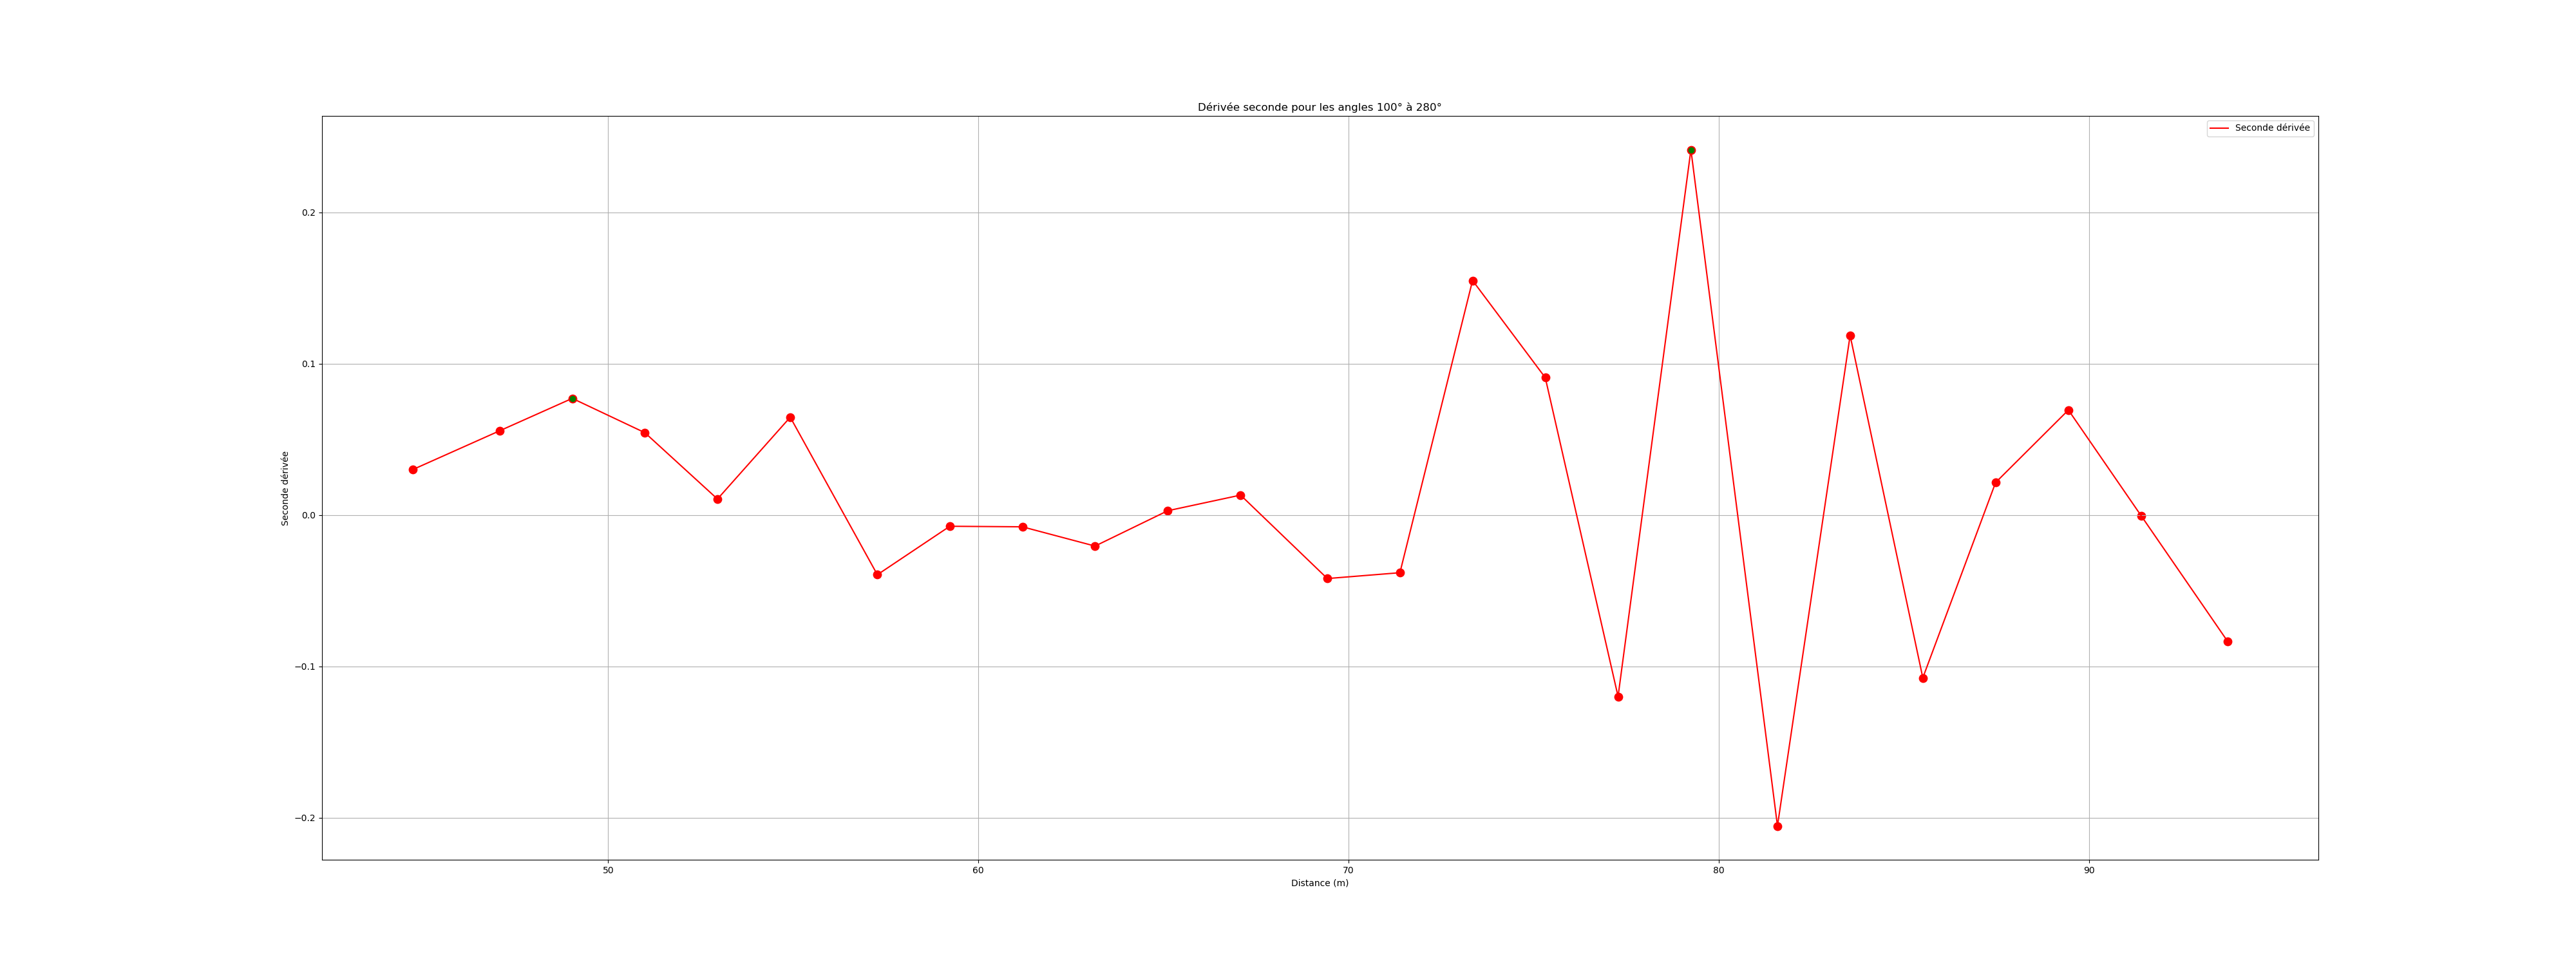 Dérivée seconde pour les angles 100° à 280°
Seconde dérivée
0.2
0.1
0.0
−0.1
−0.2
Seconde dérivée
50
60
70
80
90
Distance (m)